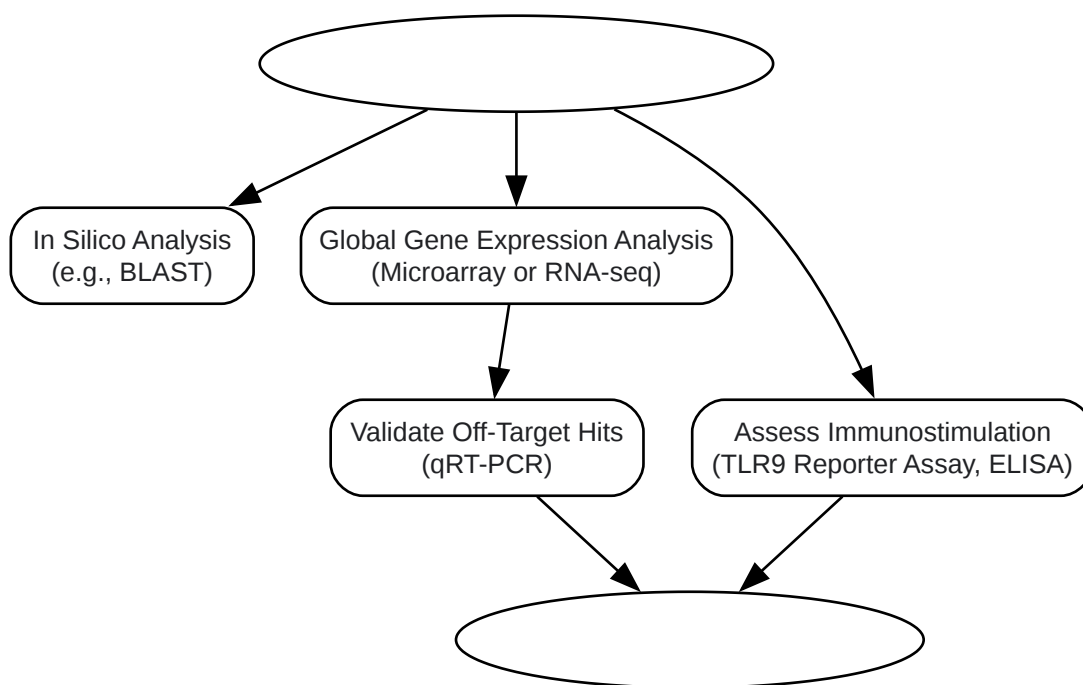 In Silico Analysis
(e.g., BLAST)
Global Gene Expression Analysis
(Microarray or RNA-seq)
Validate Off-Target Hits
(qRT-PCR)
Assess Immunostimulation
(TLR9 Reporter Assay, ELISA)